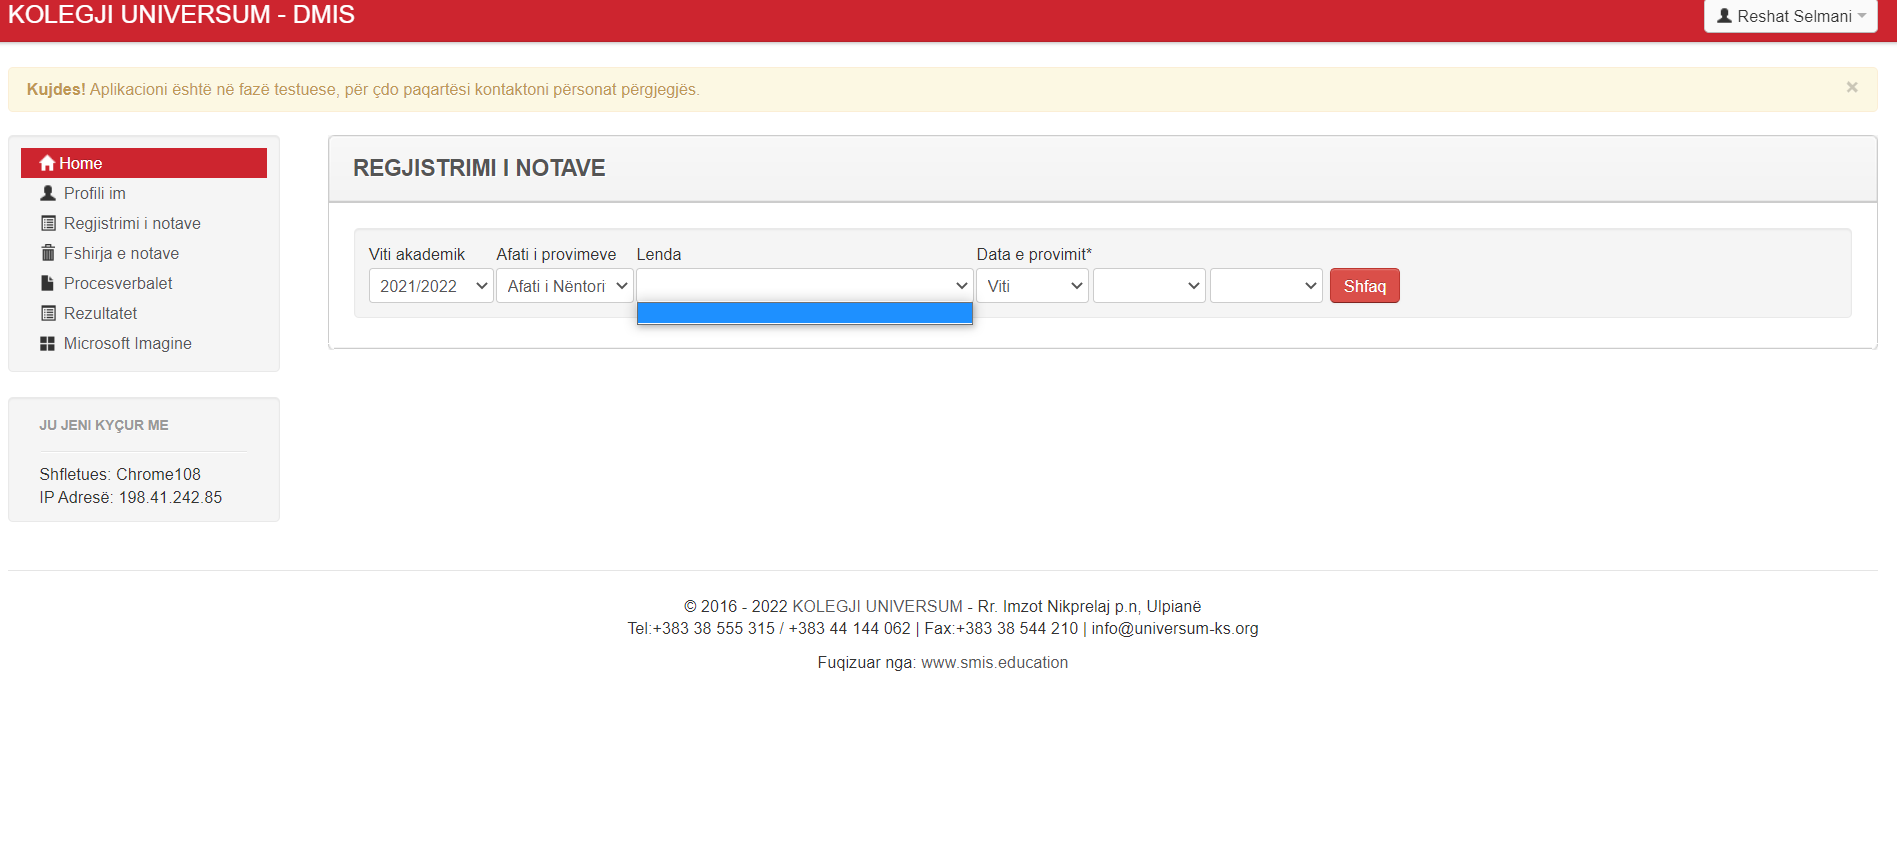 KOLEGJI UNIVERSUM - DMIS
Reshat Selmani
Kujdes! Aplikacioni është në fazë testuese, për çdo paqartësi kontaktoni përsonat përgjegjës.
×
Home
Profili im
Regjistrimi i notave
Fshirja e notave
Procesverbalet
Rezultatet
Microsoft Imagine
JU JENI KYÇUR ME
Shfletues: Chrome108
IP Adresë: 198.41.242.85
REGJISTRIMI I NOTAVE
Viti akademik Afati i provimeve Lenda Data e provimit*
2021/2022 Afati i Nëntori Viti Shfaq
© 2016 - 2022 KOLEGJI UNIVERSUM - Rr. Imzot Nikprelaj p.n, Ulpianë
Tel:+383 38 555 315 / +383 44 144 062 | Fax:+383 38 544 210 | info@universum-ks.org
Fuqizuar nga: www.smis.education